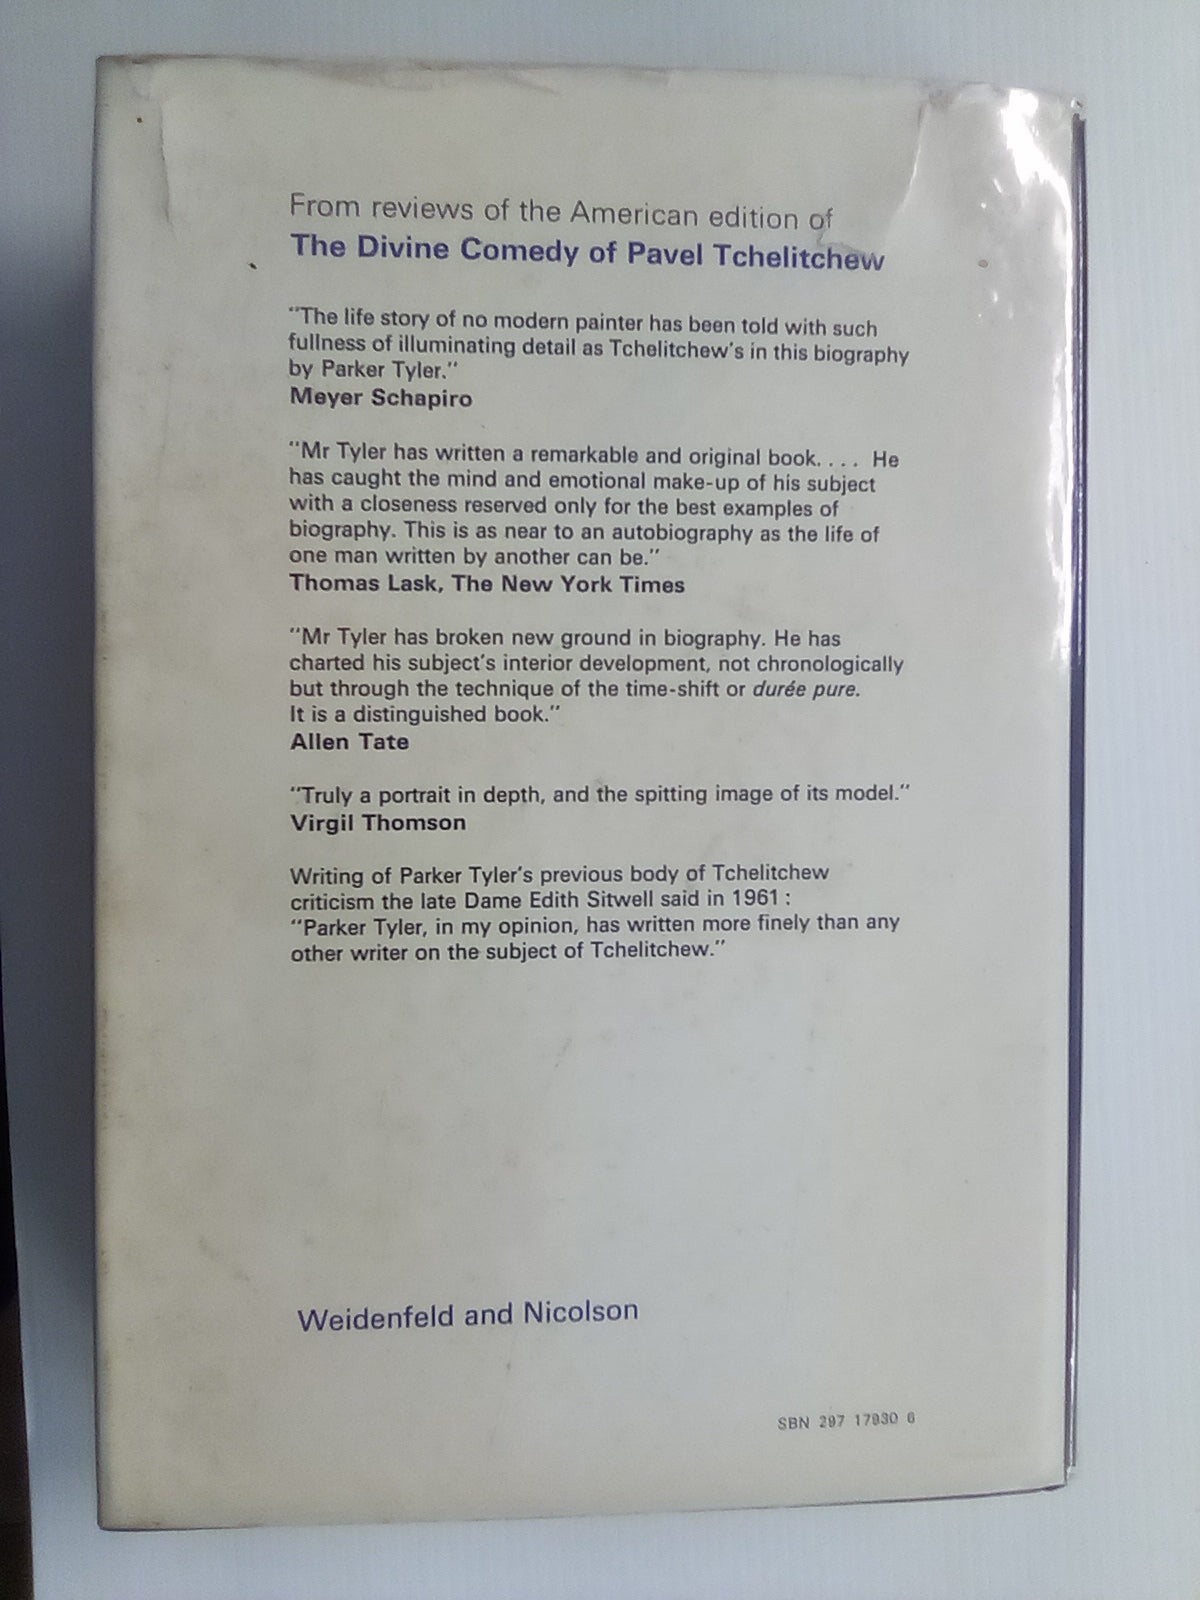 From reviews of the American edition of
The Divine Comedy of Pavel Tchelitchew
“The life story of no modern painter has been told with such
fullness of illuminating detail as Tchelitchew's in this biography
by Parker Tyler.”
Meyer Schapiro
“Mr Tyler has written a remarkable and original book. . . . He
has caught the mind and emotional make-up of his subject
with a closeness reserved only for the best examples of
biography. This is as near to an autobiography as the life of
one man written by another can be.”
Thomas Lask, The New York Times
“Mr Tyler has broken new ground in biography. He has
charted his subject's interior development, not chronologically
but through the technique of the time-shift or durée pure.
It is a distinguished book.”
Allen Tate
“Truly a portrait in depth, and the spitting image of its model.”
Virgil Thomson
Writing of Parker Tyler's previous body of Tchelitchew
criticism the late Dame Edith Sitwell said in 1961 :
“Parker Tyler, in my opinion, has written more finely than any
other writer on the subject of Tchelitchew.”
Weidenfeld and Nicolson
SBN 297 17930 6